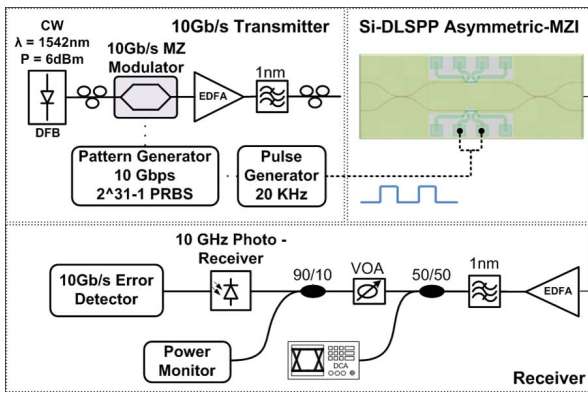 10Gb/s Transmitter
CW
λ = 1542nm
P = 6dBm
DFB
10Gb/s MZ
Modulator
EDFA
1nm
Pattern Generator
10 Gbps
2^31-1 PRBS
Pulse
Generator
20 KHz
Si-DLSPP Asymmetric-MZI
10Gb/s Error
Detector
10 GHz Photo -
Receiver
90/10
VOA
50/50
1nm
EDFA
Power
Monitor
DCA
Receiver